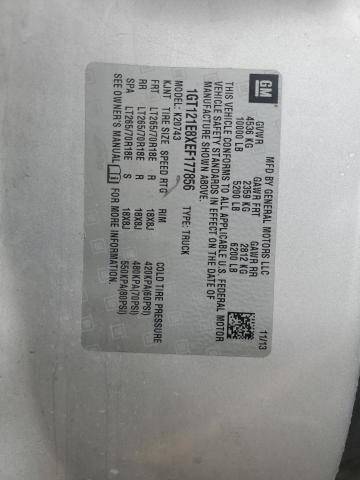 GM
MFD BY GENERAL MOTORS LLC
GVWR GAWR FRT GAWR RR
4536 KG 2359 KG 2812 KG
10000 LB 5200 LB 6200 LB
11/13
THIS VEHICLE CONFORMS TO ALL APPLICABLE U.S. FEDERAL MOTOR
VEHICLE SAFETY STANDARDS IN EFFECT ON THE DATE OF
MANUFACTURE SHOWN ABOVE.
1GT121E8XEF177856 TYPE: TRUCK
MODEL: K20743
KJNT TIRE SIZE SPEED RTG RIM COLD TIRE PRESSURE
FRT LT265/70R18E R 18X8J 420KPA(60PSI)
RR LT265/70R18E R 18X8J 480KPA(70PSI)
SPA LT265/70R18E S 18X8J 550KPA(80PSI)
SEE OWNER'S MANUAL FOR MORE INFORMATION.